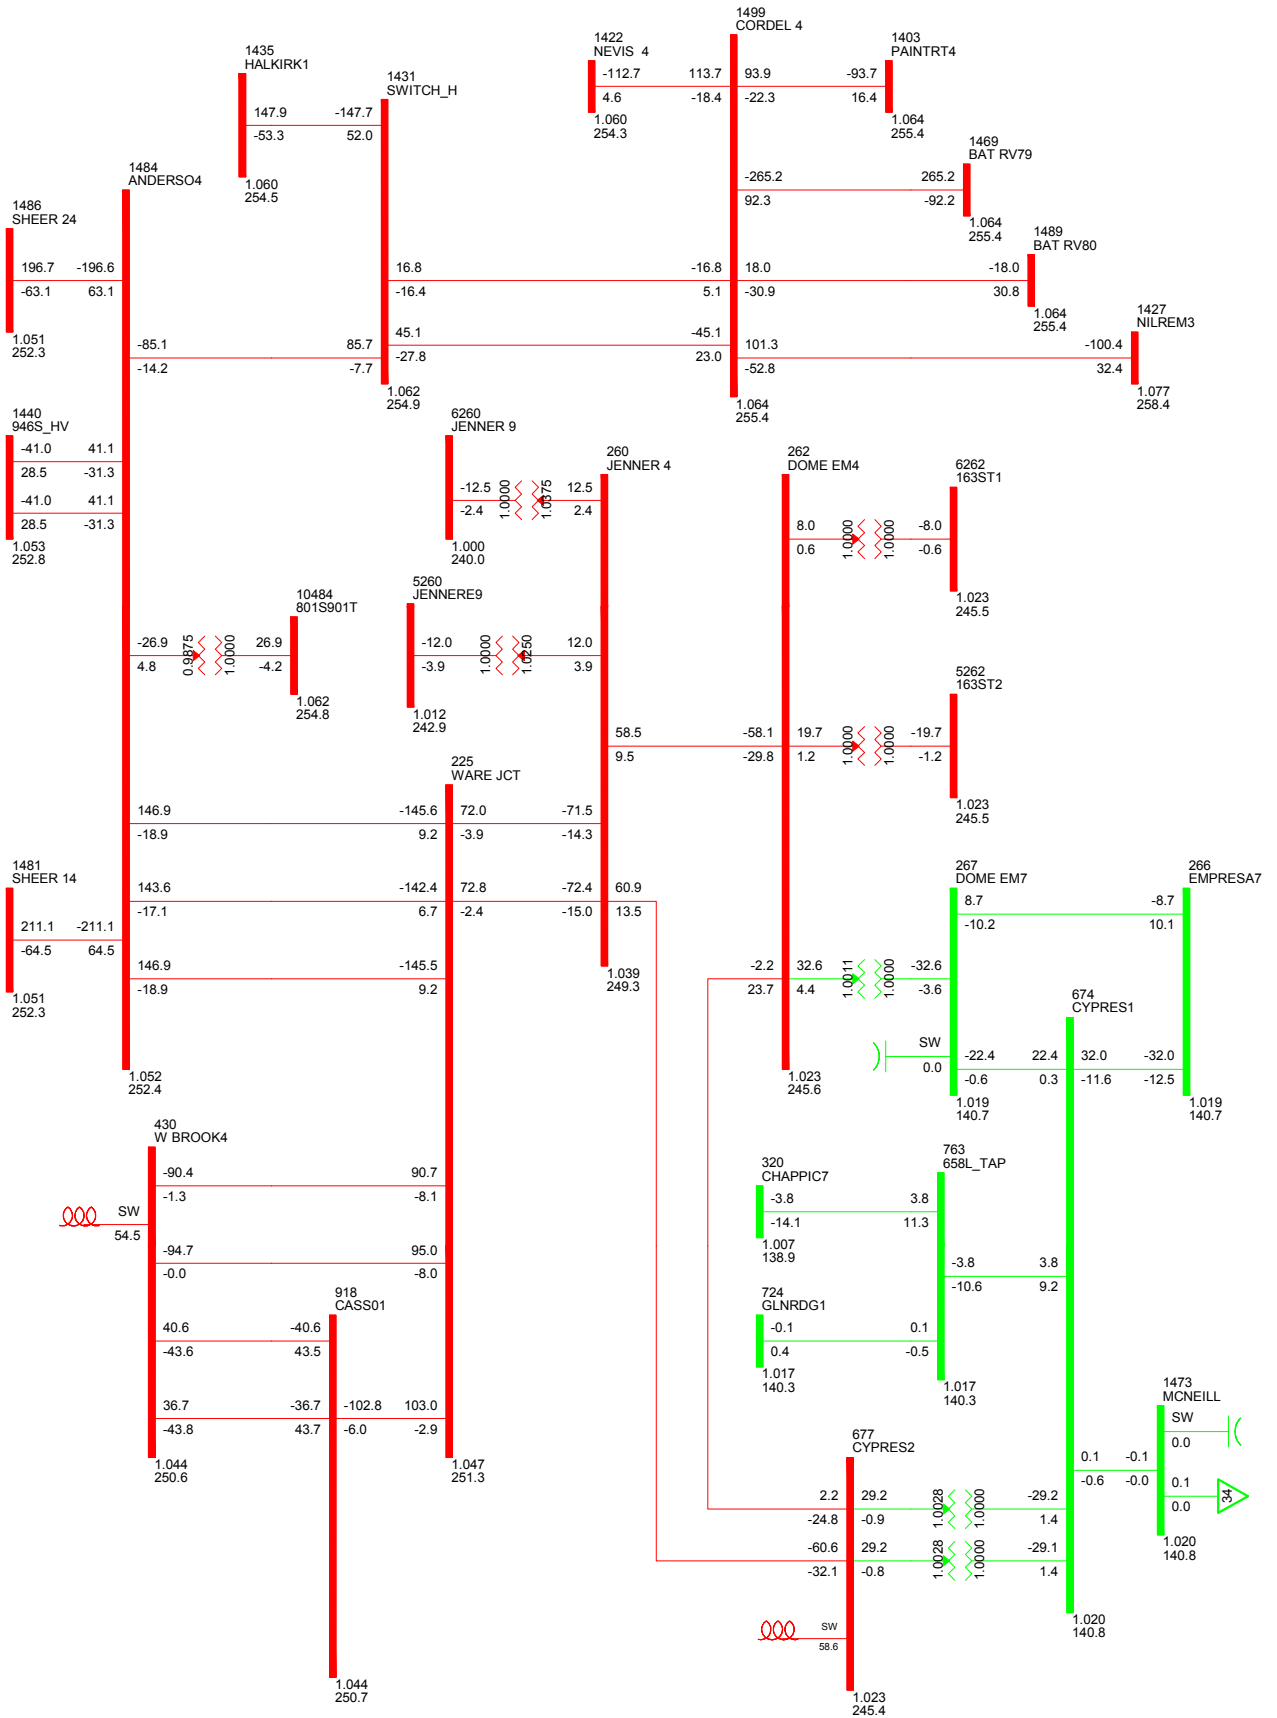 1499
CORDEL 4
1422
NEVIS 4
1403
PAINTRT4
1435
HALKIRK1
1431
SWITCH_H
-112.7 113.7 93.9 -93.7
4.6 -18.4 -22.3 16.4
1.060
254.3
1.064
255.4
147.9 -147.7
-53.3 52.0
1469
BAT RV79
1484
ANDERSO4
1.060
254.5
-265.2 265.2
92.3 -92.2
1.064
255.4
1486
SHEER 24
1489
BAT RV80
196.7 -196.6
-63.1 63.1
16.8 -16.8 18.0 -18.0
-16.4 5.1 -30.9 30.8
1.064
255.4
1427
NILREM3
1.051
252.3
-85.1 85.7
-14.2 -7.7
45.1 -45.1 101.3 -100.4
-27.8 23.0 -52.8 32.4
1.062
254.9
1.064
255.4
1.077
258.4
1440
946S_HV
6260
JENNER 9
260
JENNER 4
262
DOME EM4
6262
163ST1
-41.0 41.1
28.5 -31.3
-41.0 41.1
28.5 -31.3
1.053
252.8
-12.5 1.0000 1.0375 12.5
-2.4 2.4
1.000
240.0
8.0 1.0000 1.0000 -8.0
0.6 -0.6
1.023
245.5
10484
801S901T
5260
JENNERE9
-26.9 0.9875 1.0000 26.9
4.8 -4.2
1.062
254.8
-12.0 1.0000 1.0250 12.0
-3.9 3.9
1.012
242.9
5262
163ST2
58.5 -58.1 19.7 1.0000 1.0000 -19.7
9.5 -29.8 1.2 -1.2
1.023
245.5
225
WARE JCT
146.9 -145.6 72.0 -71.5
-18.9 9.2 -3.9 -14.3
1481
SHEER 14
143.6 -142.4 72.8 -72.4 60.9
-17.1 6.7 -2.4 -15.0 13.5
211.1 -211.1
-64.5 64.5
1.051
252.3
146.9 -145.5
-18.9 9.2
1.039
249.3
267
DOME EM7
266
EMPRESA7
8.7 -8.7
-10.2 10.1
-2.2 32.6 1.0011 1.0000 -32.6
23.7 4.4 -3.6
674
CYPRES1
SW
0.0
-22.4 22.4 32.0 -32.0
-0.6 0.3 -11.6 -12.5
1.052
252.4
1.023
245.6
1.019
140.7
1.019
140.7
430
W BROOK4
-90.4 90.7
-1.3 -8.1
SW
54.5
-94.7 95.0
-0.0 -8.0
320
CHAPPIC7
763
658L_TAP
-3.8 3.8
-14.1 11.3
1.007
138.9
-3.8 3.8
-10.6 9.2
724
GLNRDG1
-0.1 0.1
0.4 -0.5
1.017
140.3
1.017
140.3
918
CASS01
40.6 -40.6
-43.6 43.5
36.7 -36.7 -102.8 103.0
-43.8 43.7 -6.0 -2.9
1.044
250.6
1.047
251.3
1473
MCNEILL
SW
0.0
677
CYPRES2
0.1 -0.1
-0.6 -0.0
0.1
0.0
34
1.020
140.8
2.2 29.2 1.0028 1.0000 -29.2
-24.8 -0.9 1.4
-60.6 29.2 1.0028 1.0000 -29.1
-32.1 -0.8 1.4
SW
58.6
1.020
140.8
1.044
250.7
1.023
245.4